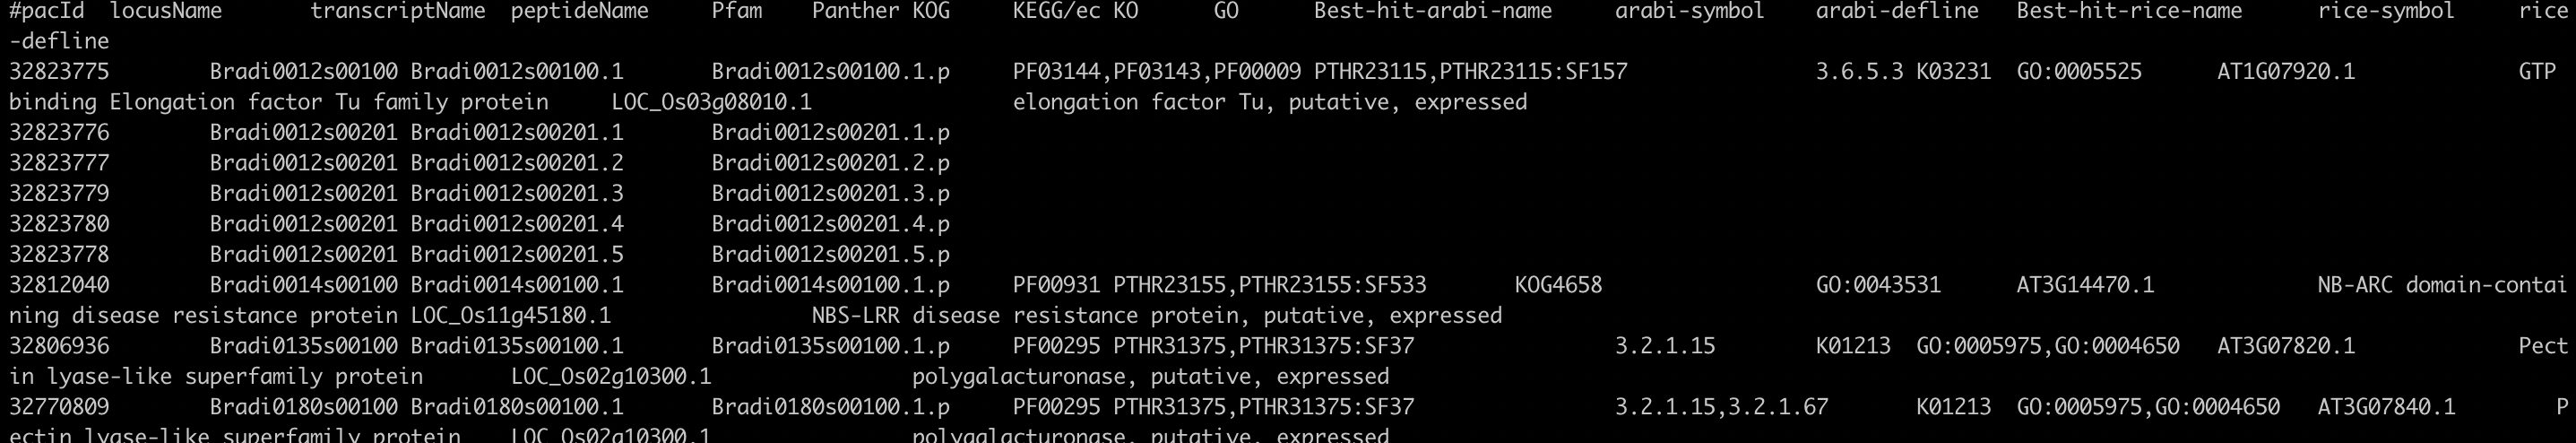 #pacId locusName transcriptName peptideName Pfam Panther KOG KEGG/ec KO GO Best-hit-arabi-name arabi-symbol arabi-defline Best-hit-rice-name rice-symbol rice
-defline
32823775 Bradi0012s00100 Bradi0012s00100.1 Bradi0012s00100.1.p PF03144,PF03143,PF00009 PTHR23115,PTHR23115:SF157 3.6.5.3 K03231 GO:0005525 AT1G07920.1 GTP
binding Elongation factor Tu family protein LOC_Os03g08010.1 elongation factor Tu, putative, expressed
32823776 Bradi0012s00201 Bradi0012s00201.1 Bradi0012s00201.1.p
32823777 Bradi0012s00201 Bradi0012s00201.2 Bradi0012s00201.2.p
32823779 Bradi0012s00201 Bradi0012s00201.3 Bradi0012s00201.3.p
32823780 Bradi0012s00201 Bradi0012s00201.4 Bradi0012s00201.4.p
32823778 Bradi0012s00201 Bradi0012s00201.5 Bradi0012s00201.5.p
32812040 Bradi0014s00100 Bradi0014s00100.1 Bradi0014s00100.1.p PF00931 PTHR23155,PTHR23155:SF533 KOG4658 GO:0043531 AT3G14470.1 NB-ARC domain-contai
ning disease resistance protein LOC_Os11g45180.1 NBS-LRR disease resistance protein, putative, expressed
32806936 Bradi0135s00100 Bradi0135s00100.1 Bradi0135s00100.1.p PF00295 PTHR31375,PTHR31375:SF37 3.2.1.15 K01213 GO:0005975,GO:0004650 AT3G07820.1 Pect
in lyase-like superfamily protein LOC_Os02g10300.1 polygalacturonase, putative, expressed
32770809 Bradi0180s00100 Bradi0180s00100.1 Bradi0180s00100.1.p PF00295 PTHR31375,PTHR31375:SF37 3.2.1.15,3.2.1.67 K01213 GO:0005975,GO:0004650 AT3G07840.1 P
ectin lyase-like superfamily protein LOC_Os02g10300.1 polygalacturonase, putative, expressed